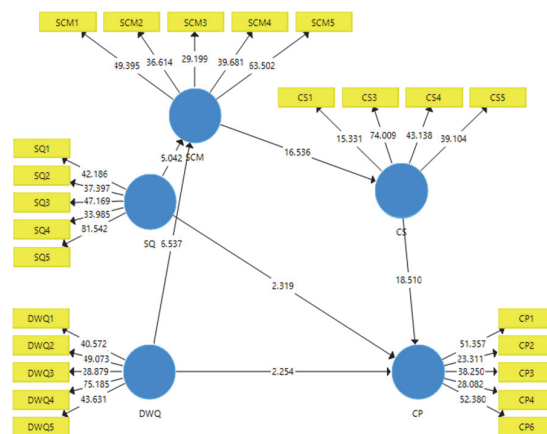 SCM1 SCM2 SCM3 SCM4 SCM5
49.395 36.614 29.199 39.681 63.502
SCM
CS1 CS3 CS4 CS5
15.331 74.009 43.138 39.104
CS
SQ1
SQ2
SQ3
SQ4
SQ5
42.186
37.397
47.169
33.985
81.542
SQ
5.042
16.536
6.537
2.319
18.510
2.254
DWQ1
DWQ2
DWQ3
DWQ4
DWQ5
40.572
49.073
28.879
75.185
43.631
DWQ
CP1
CP2
CP3
CP4
CP6
51.357
23.311
38.250
28.082
52.380
CP